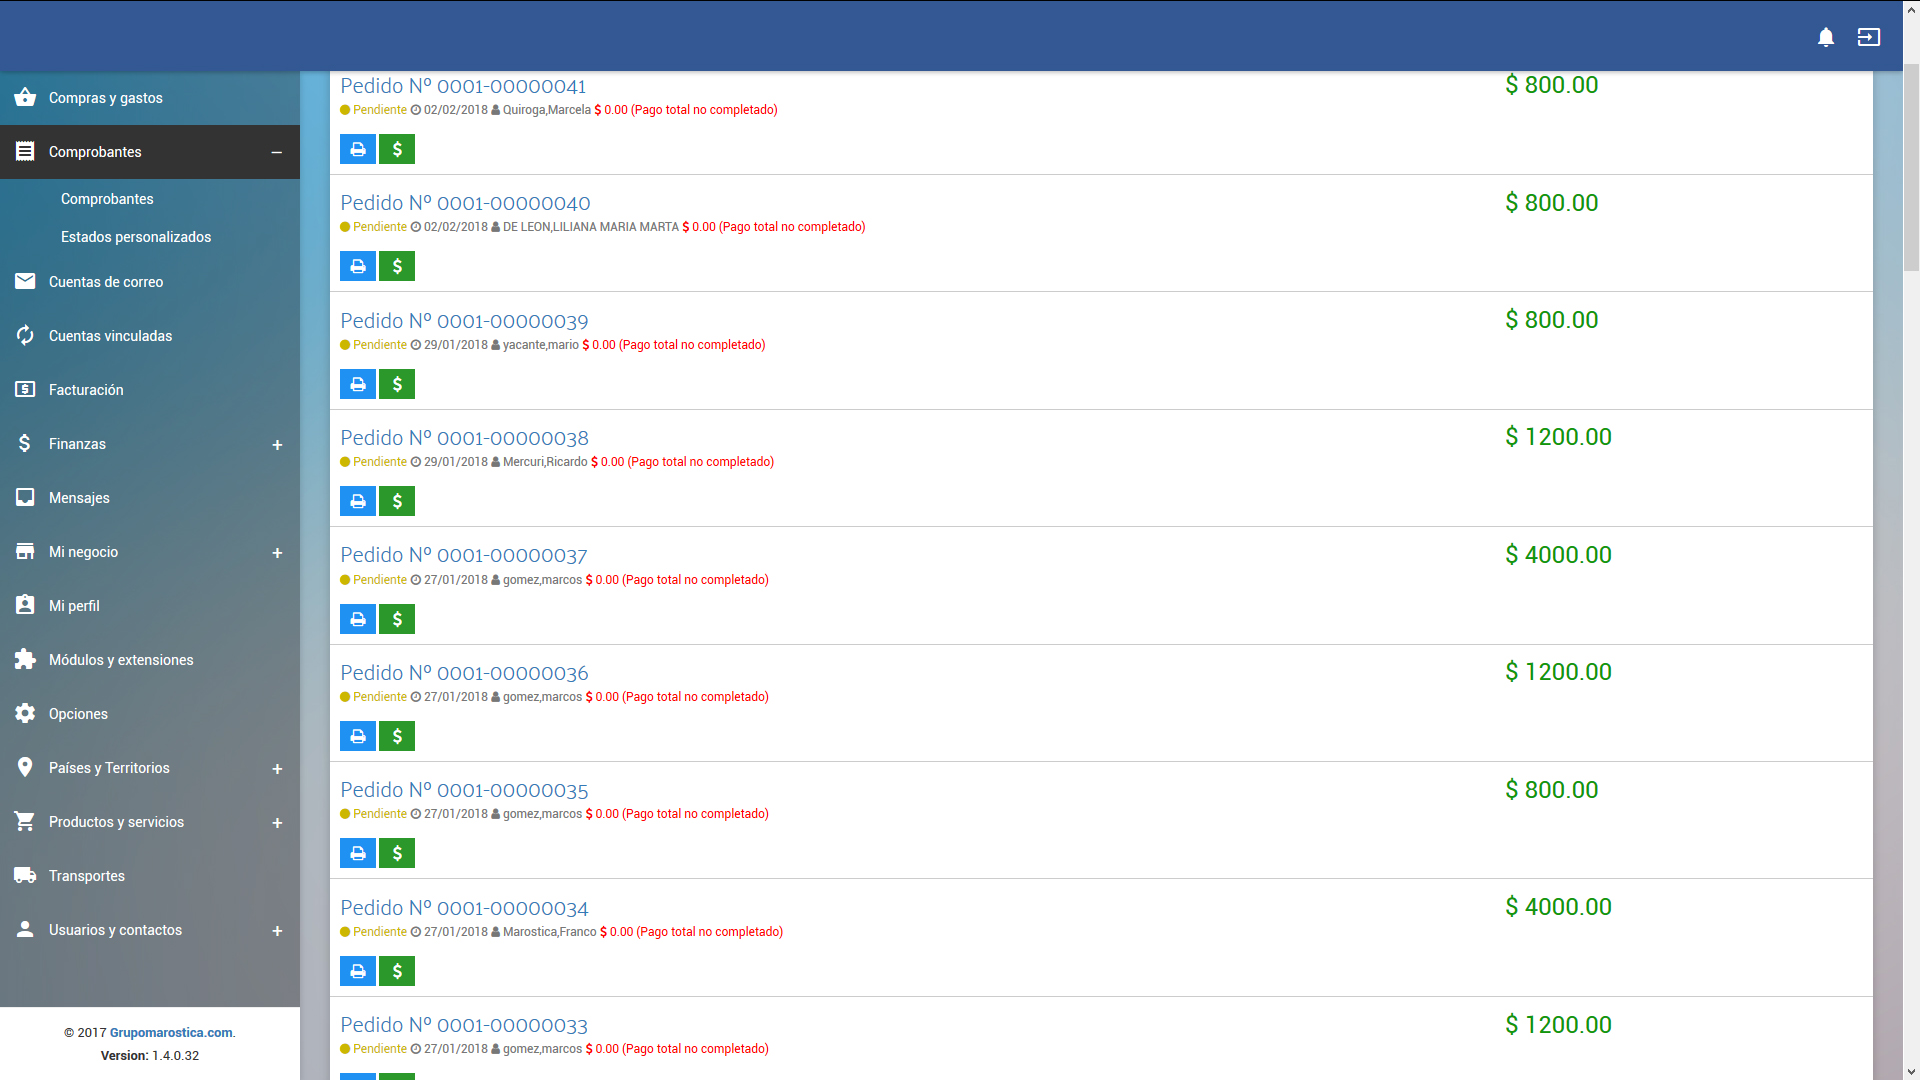 Compras y gastos
Comprobantes
Comprobantes
Estados personalizados
Cuentas de correo
Cuentas vinculadas
Facturación
Finanzas
Mensajes
Mi negocio
Mi perfil
Módulos y extensiones
Opciones
Países y Territorios
Productos y servicios
Transportes
Usuarios y contactos
© 2017 Grupomarostica.com.
Version: 1.4.0.32
Pedido Nº 0001-00000041
$ 800.00
Pendiente 02/02/2018 Quiroga,Marcela $ 0.00 (Pago total no completado)
Pedido Nº 0001-00000040
$ 800.00
Pendiente 02/02/2018 DE LEON,LILIANA MARIA MARTA $ 0.00 (Pago total no completado)
Pedido Nº 0001-00000039
$ 800.00
Pendiente 29/01/2018 yacante,mario $ 0.00 (Pago total no completado)
Pedido Nº 0001-00000038
$ 1200.00
Pendiente 29/01/2018 Mercuri,Ricardo $ 0.00 (Pago total no completado)
Pedido Nº 0001-00000037
$ 4000.00
Pendiente 27/01/2018 gomez,marcos $ 0.00 (Pago total no completado)
Pedido Nº 0001-00000036
$ 1200.00
Pendiente 27/01/2018 gomez,marcos $ 0.00 (Pago total no completado)
Pedido Nº 0001-00000035
$ 800.00
Pendiente 27/01/2018 gomez,marcos $ 0.00 (Pago total no completado)
Pedido Nº 0001-00000034
$ 4000.00
Pendiente 27/01/2018 Marostica,Franco $ 0.00 (Pago total no completado)
Pedido Nº 0001-00000033
$ 1200.00
Pendiente 27/01/2018 gomez,marcos $ 0.00 (Pago total no completado)